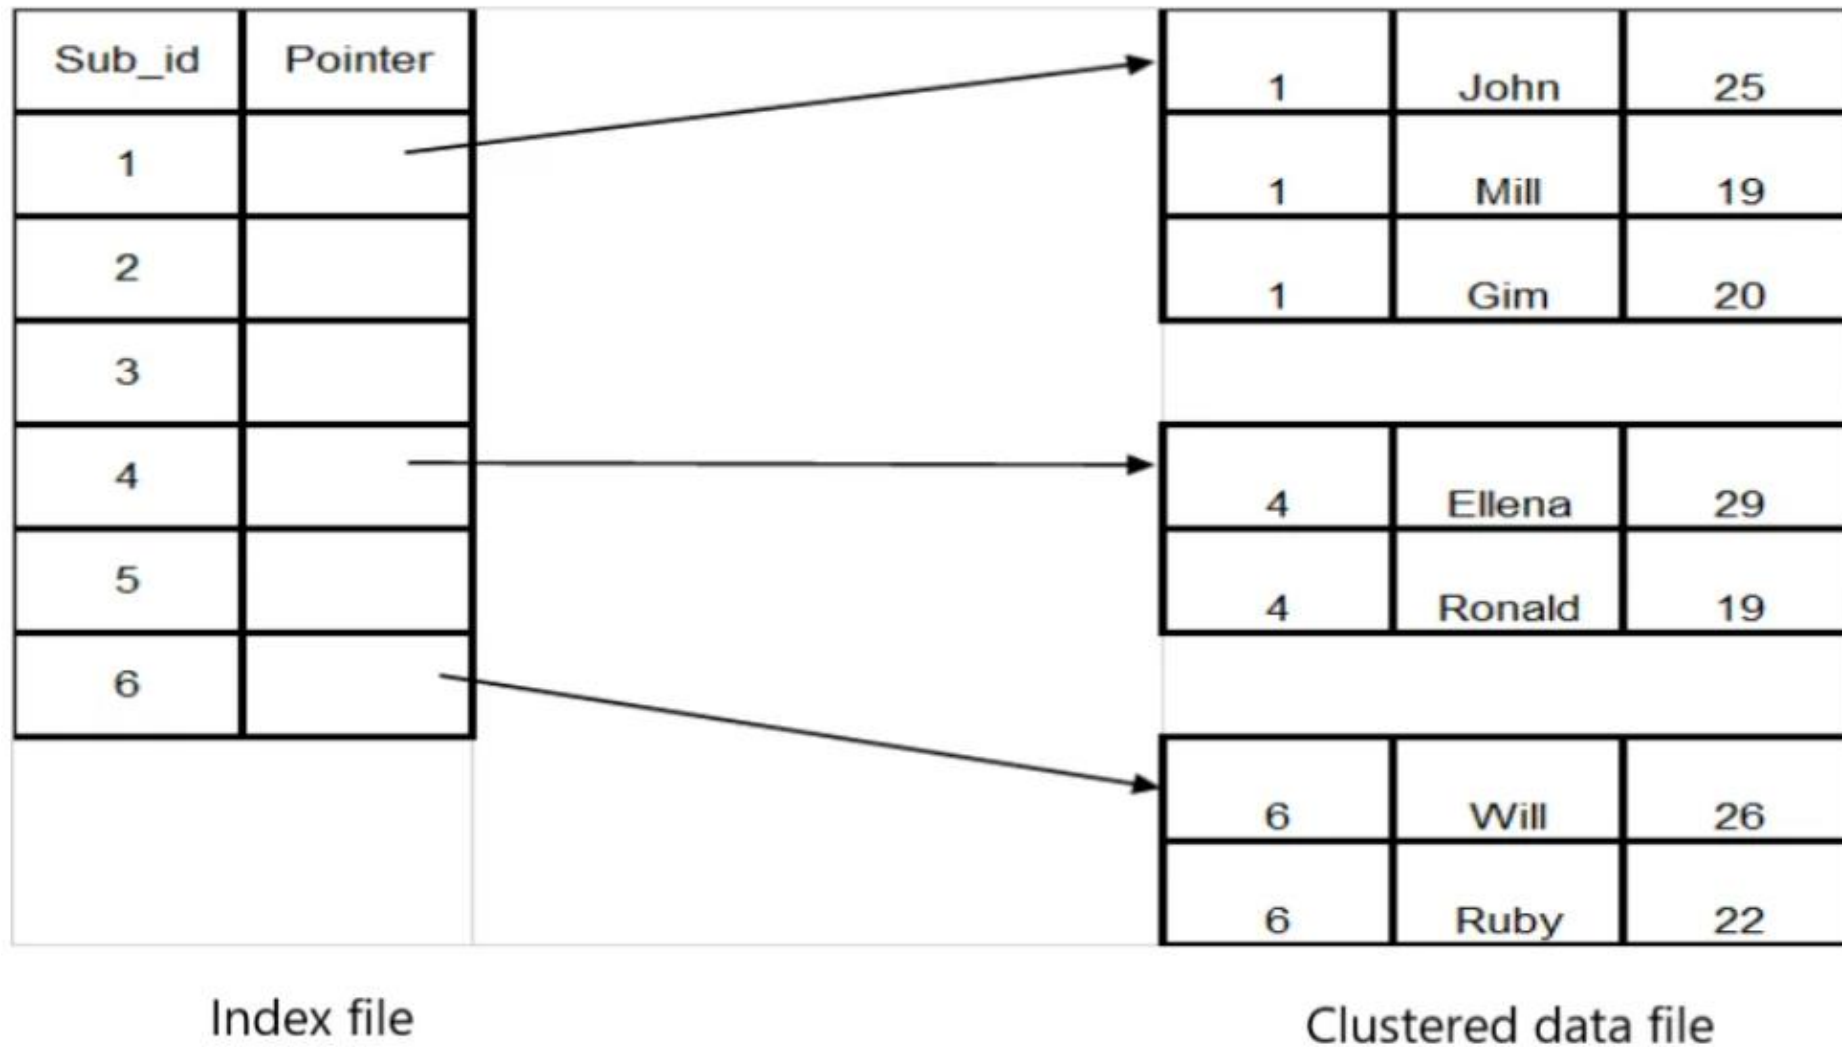 Sub_id Pointer
1
2
3
4
5
6
1 John 25
1 Mill 19
1 Gim 20
4 Ellena 29
4 Ronald 19
6 Will 26
6 Ruby 22
Index file
Clustered data file